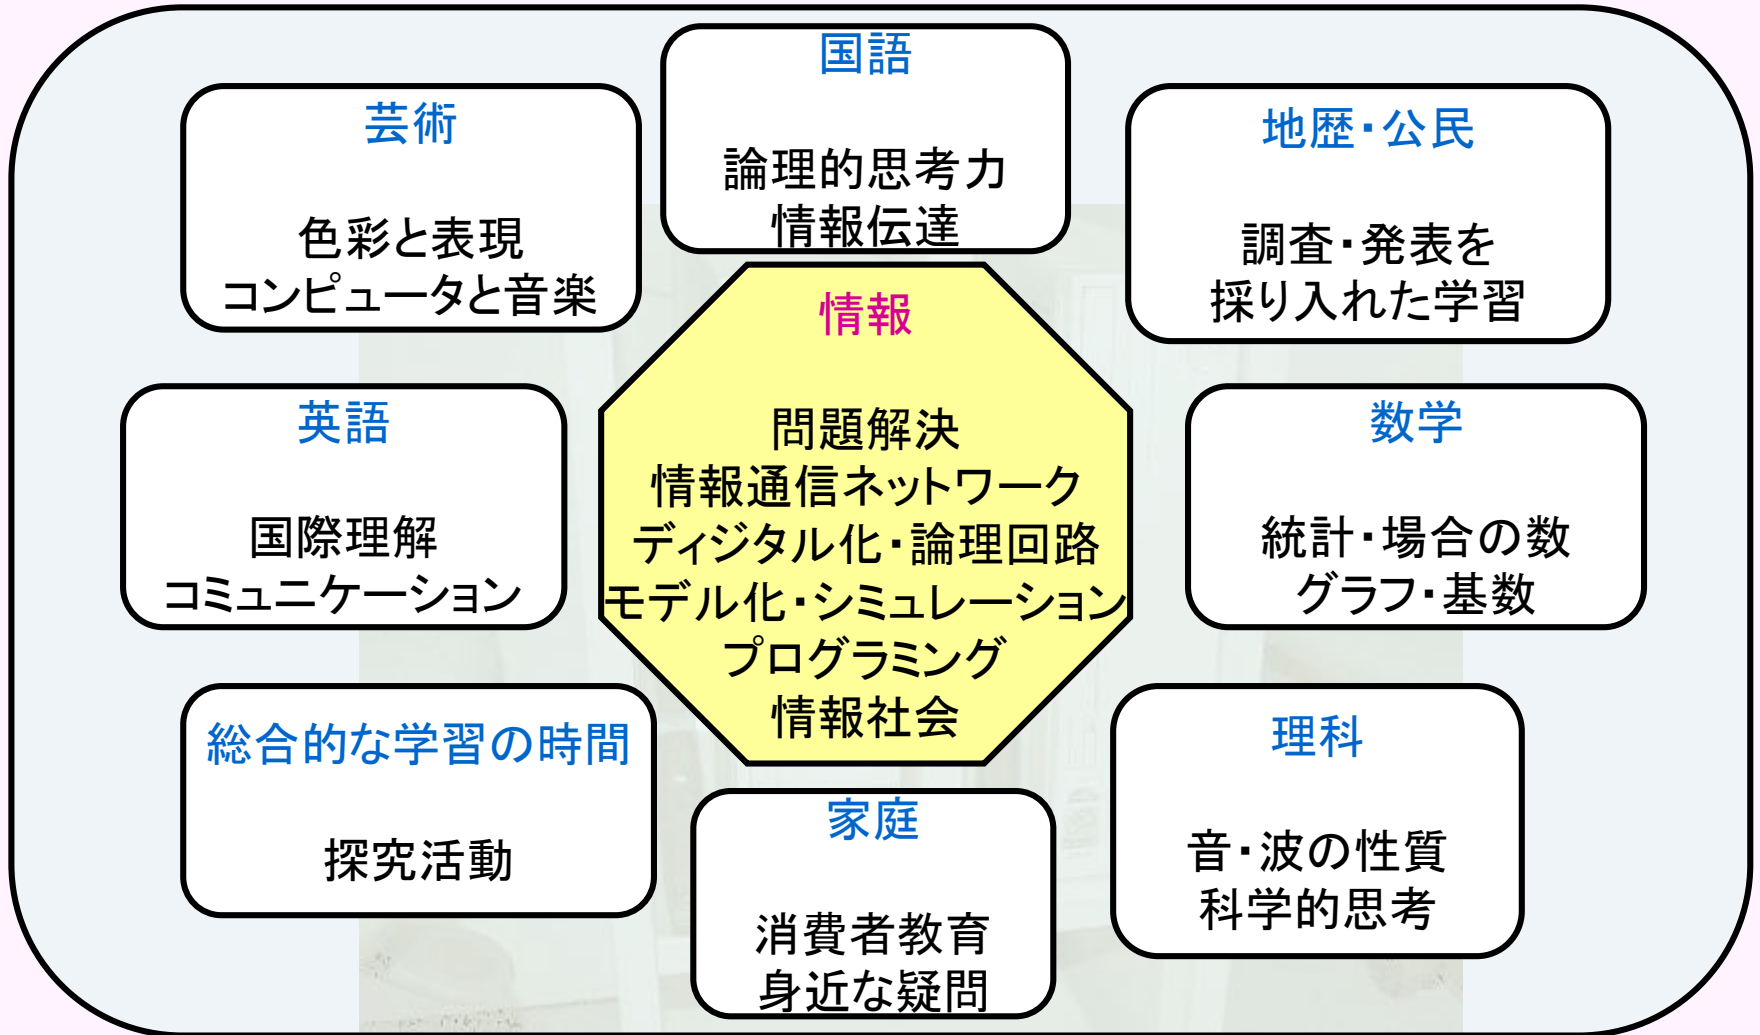 国語
論理的思考力
情報伝達
芸術
色彩と表現
コンピュータと音楽
地歴・公民
調査・発表を
採り入れた学習
情報
問題解決
情報通信ネットワーク
ディジタル化・論理回路
モデル化・シミュレーション
プログラミング
情報社会
英語
国際理解
コミュニケーション
数学
統計・場合の数
グラフ・基数
総合的な学習の時間
探究活動
家庭
消費者教育
身近な疑問
理科
音・波の性質
科学的思考